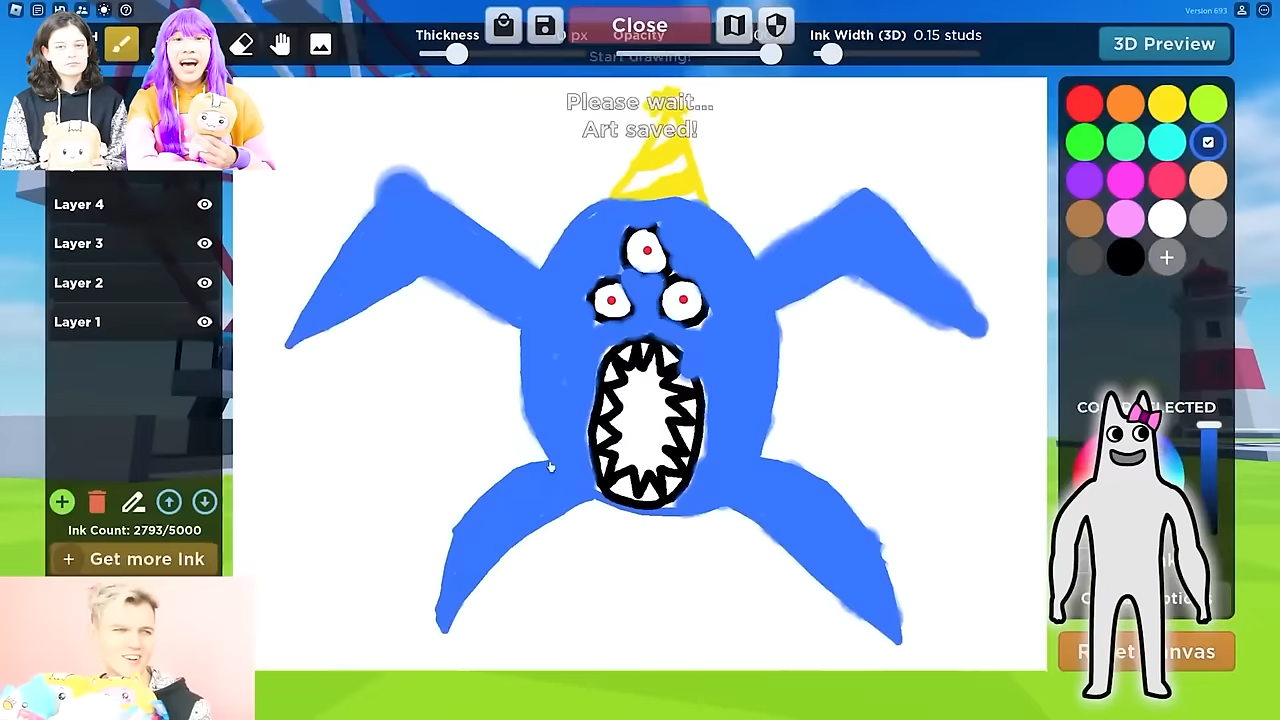 Version 693
Thickness
px
Opacity
Close
Ink Width (3D) 0.15 studs
3D Preview
Start drawing!
Please wait...
Art saved!
Layer 4
Layer 3
Layer 2
Layer 1
Ink Count: 2793/5000
+ Get more Ink